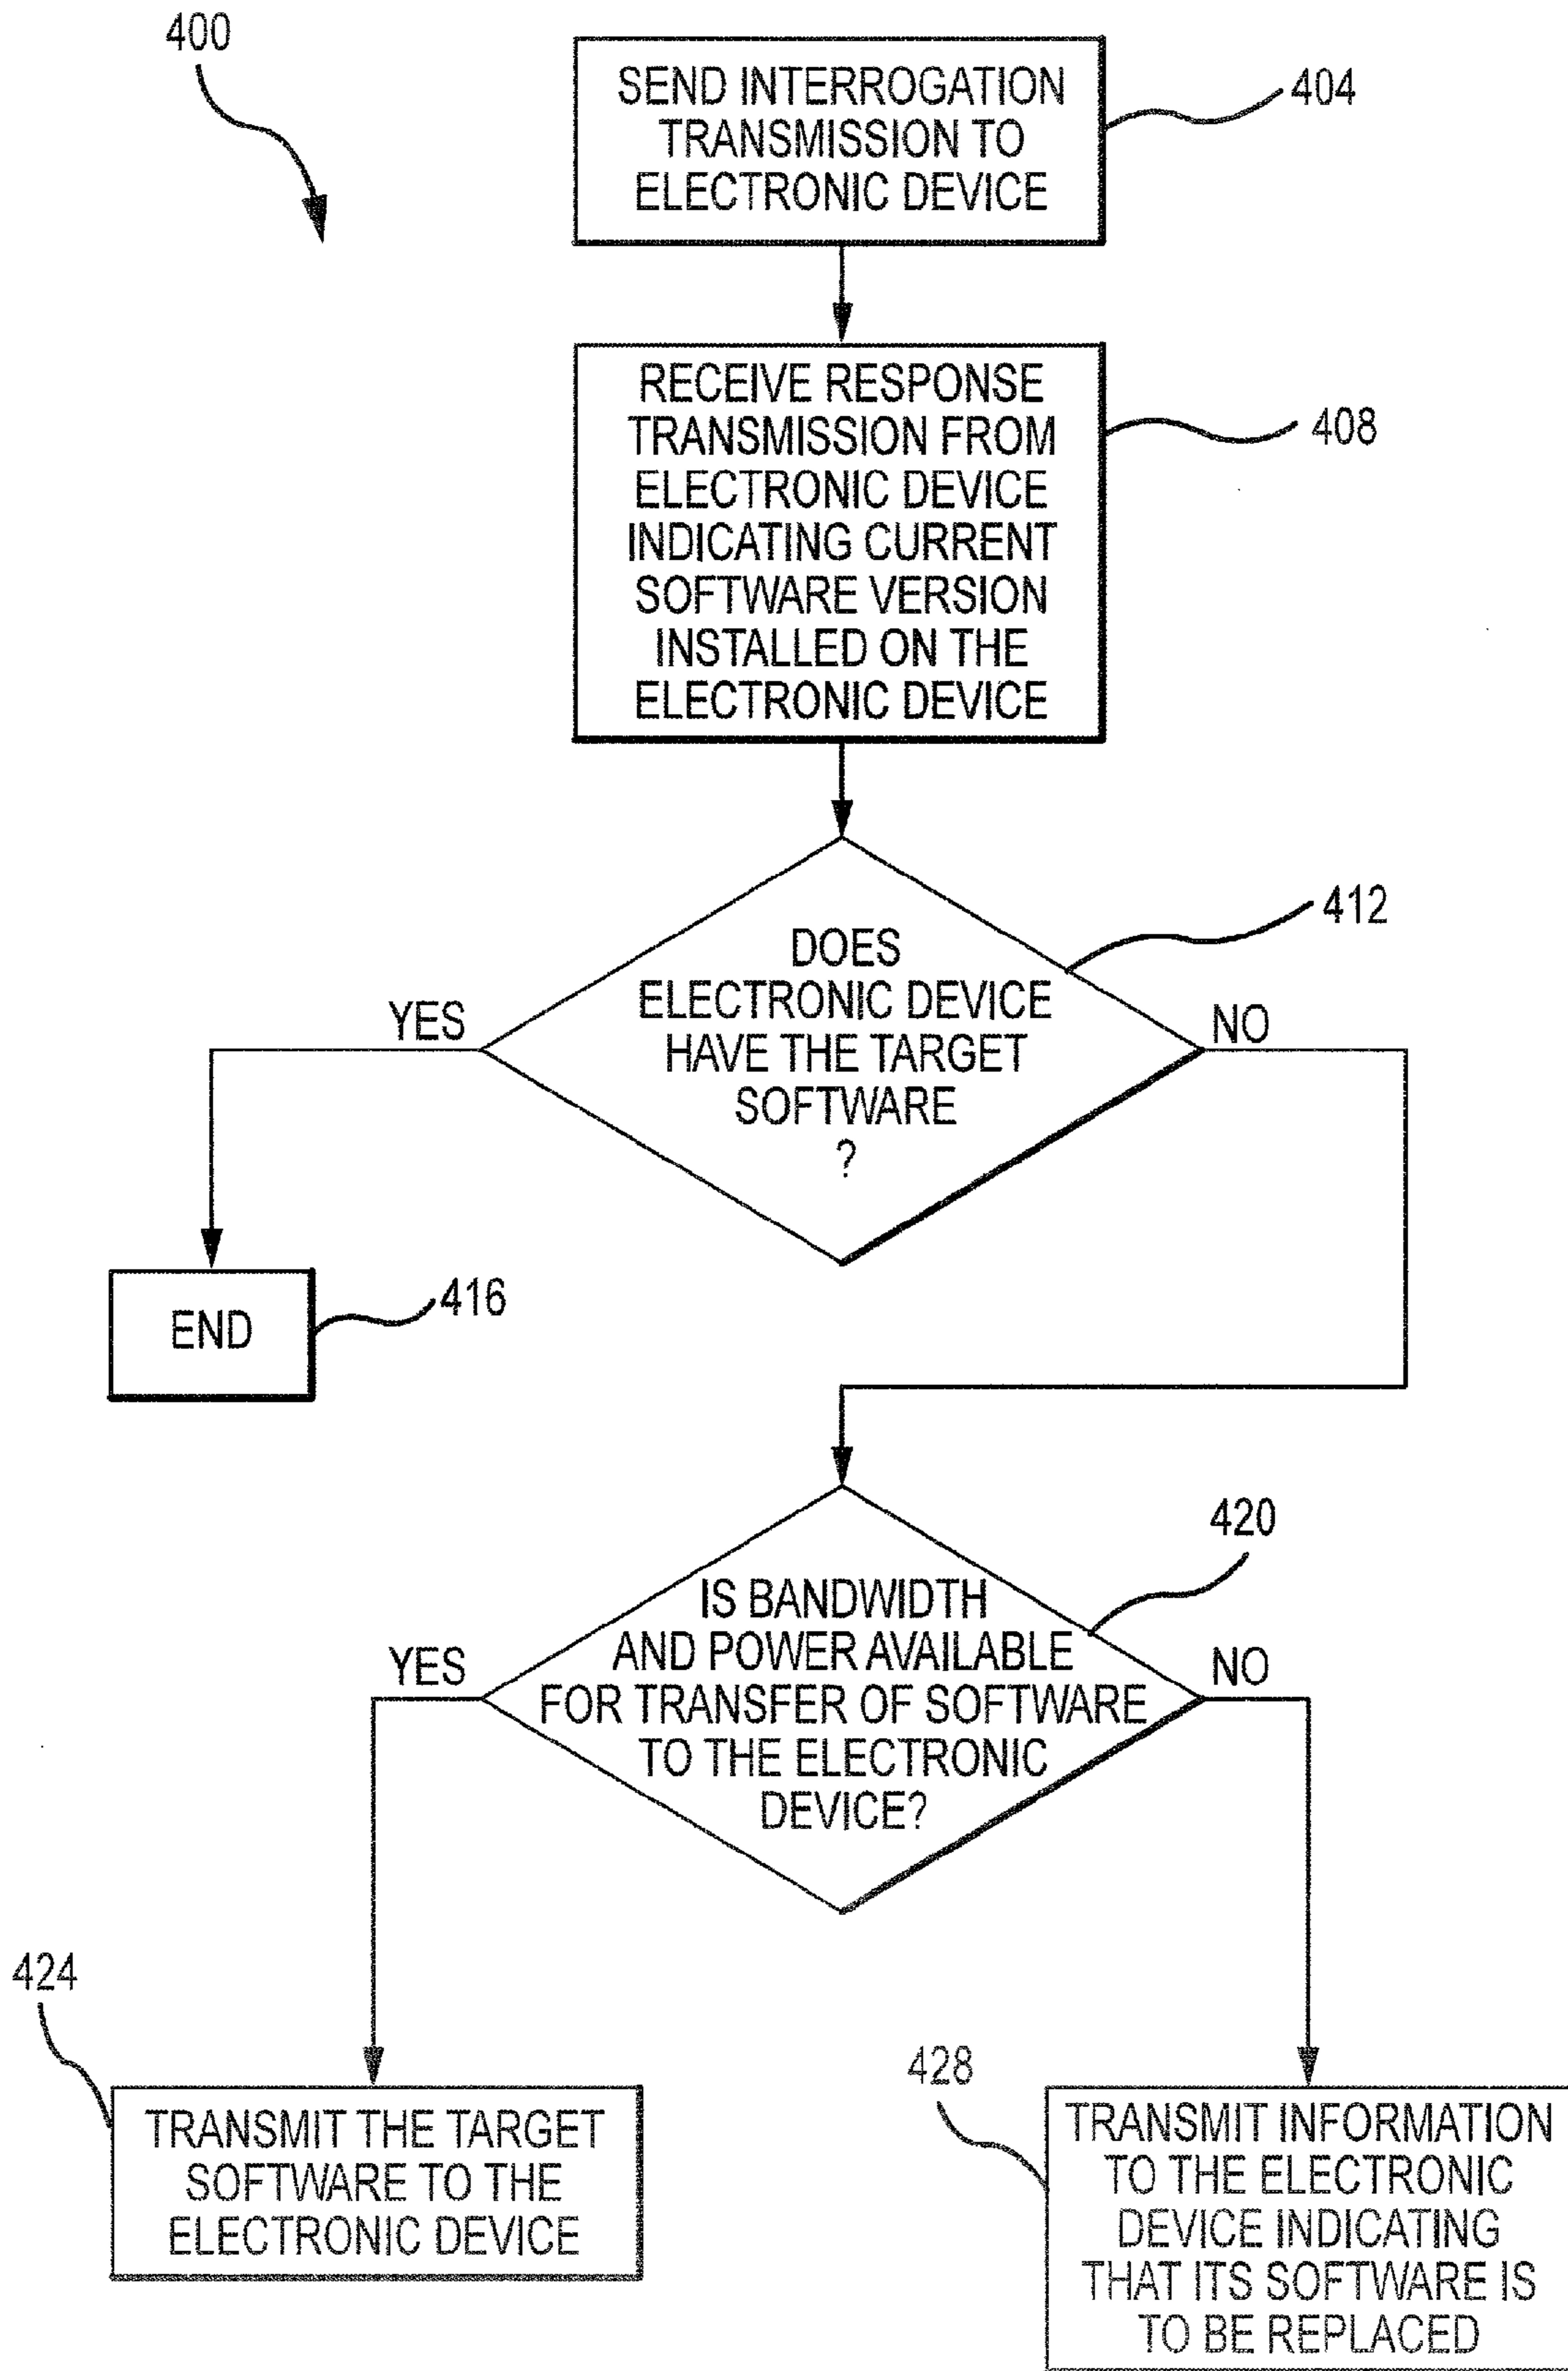 400
SEND INTERROGATION
TRANSMISSION TO
ELECTRONIC DEVICE
404
RECEIVE RESPONSE
TRANSMISSION FROM
ELECTRONIC DEVICE
INDICATING CURRENT
SOFTWARE VERSION
INSTALLED ON THE
ELECTRONIC DEVICE
408
DOES
ELECTRONIC DEVICE
HAVE THE TARGET
SOFTWARE
?
412
YES
NO
END
416
IS BANDWIDTH
AND POWER AVAILABLE
FOR TRANSFER OF SOFTWARE
TO THE ELECTRONIC
DEVICE?
420
YES
NO
424
TRANSMIT THE TARGET
SOFTWARE TO THE
ELECTRONIC DEVICE
428
TRANSMIT INFORMATION
TO THE ELECTRONIC
DEVICE INDICATING
THAT ITS SOFTWARE IS
TO BE REPLACED